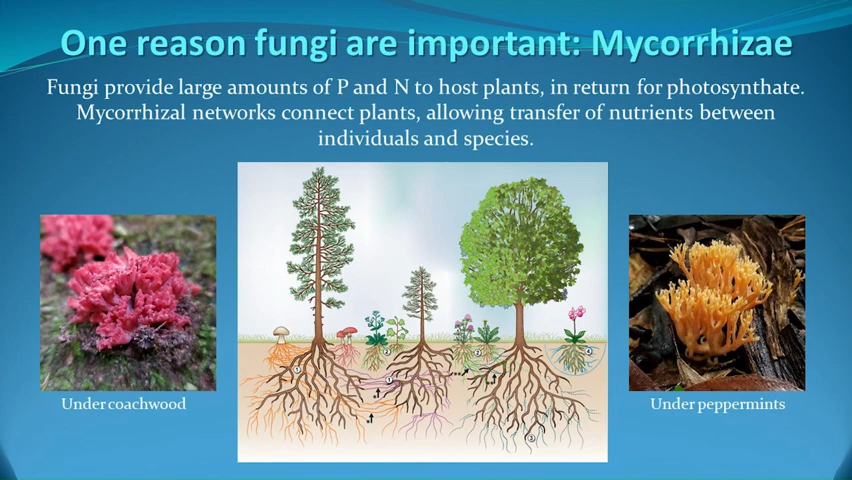 One reason fungi are important: Mycorrhizae
Fungi provide large amounts of P and N to host plants, in return for photosynthate.
Mycorrhizal networks connect plants, allowing transfer of nutrients between
individuals and species.
Under coachwood
Under peppermints